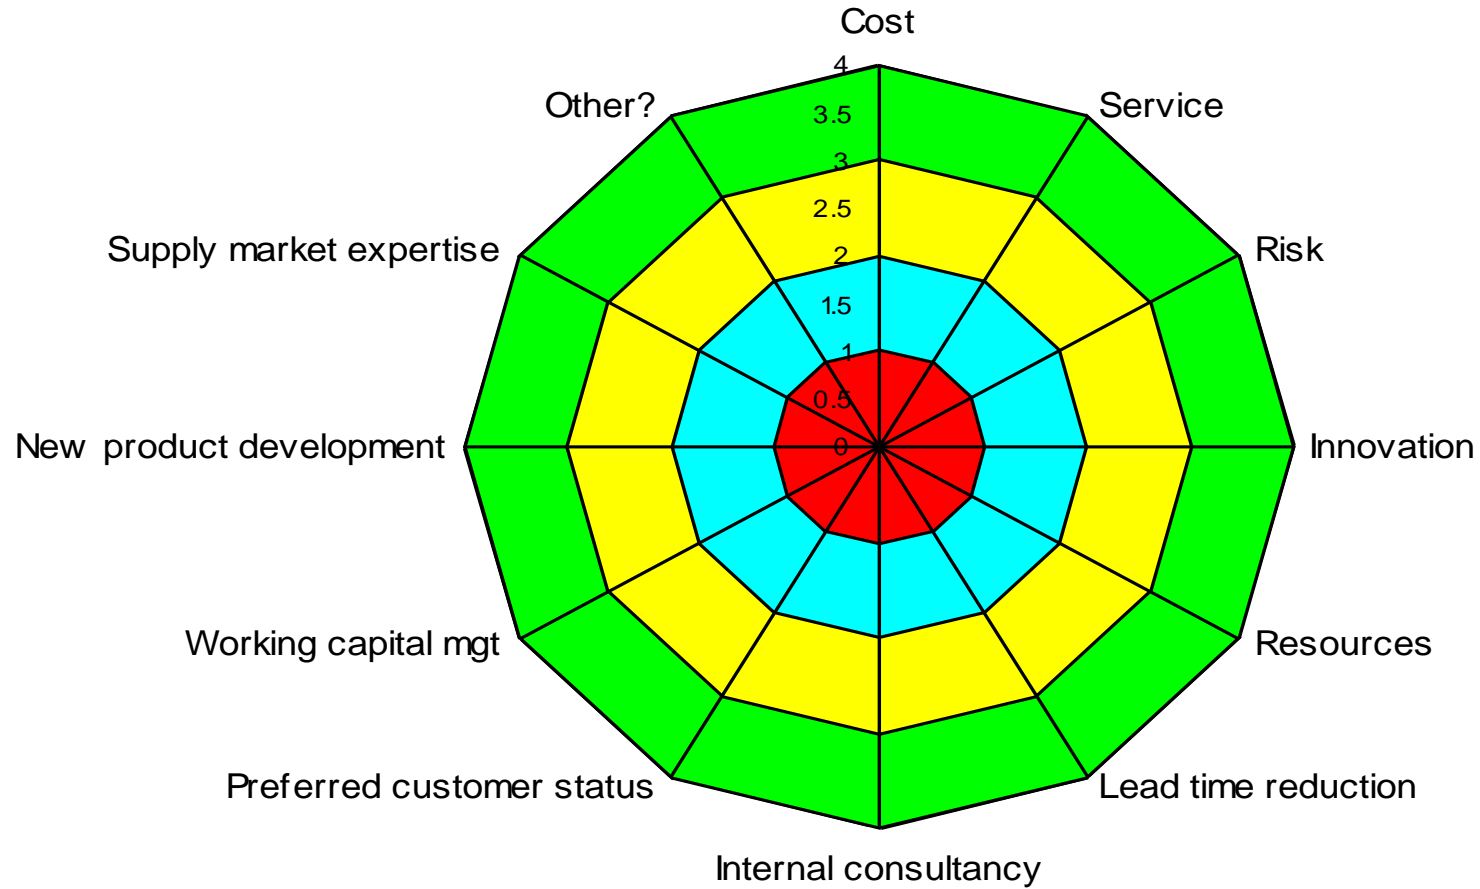 Cost
4
Other?
Service
3.5
3
2.5
Supply market expertise
Risk
2
1.5
1
0.5
New product development
0
Innovation
Working capital mgt
Resources
Preferred customer status
Lead time reduction
Internal consultancy